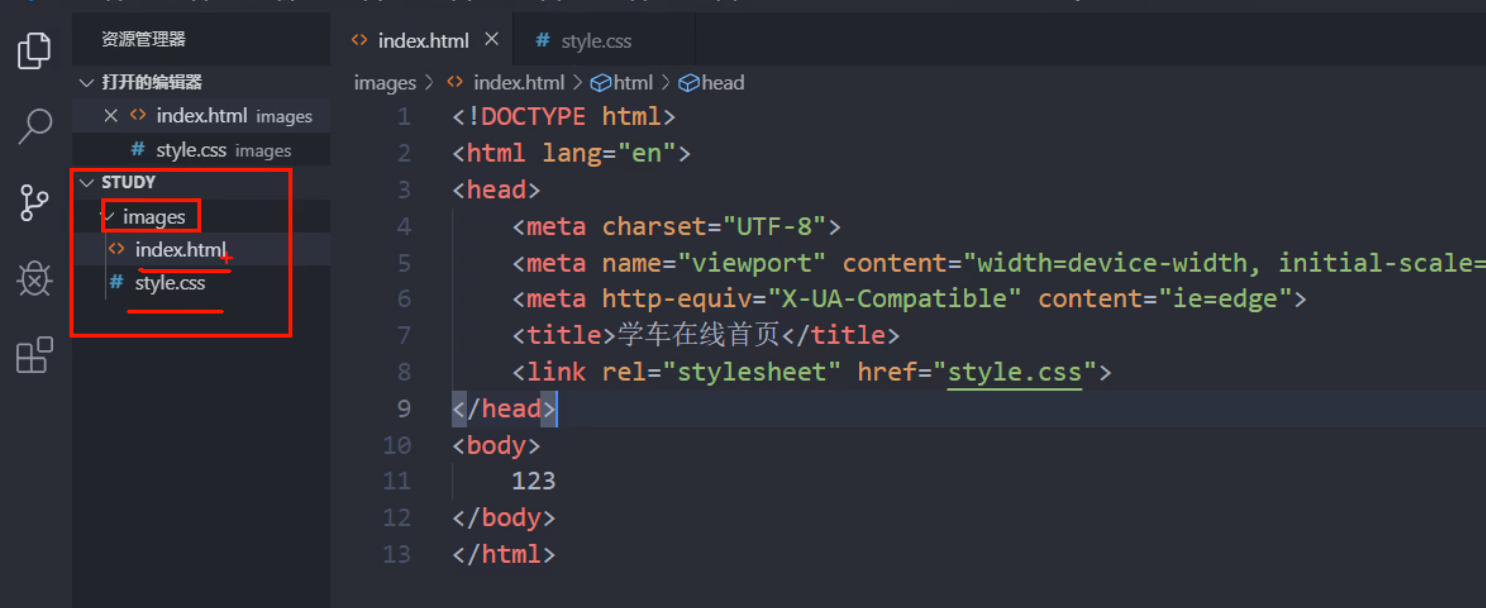 资源管理器
打开的编辑器
index.html images
style.css images
STUDY
images
index.html
style.css
index.html
style.css
images > index.html > html > head
1 <!DOCTYPE html>
2 <html lang="en">
3 <head>
4 <meta charset="UTF-8">
5 <meta name="viewport" content="width=device-width, initial-scale=
6 <meta http-equiv="X-UA-Compatible" content="ie=edge">
7 <title>学车在线首页</title>
8 <link rel="stylesheet" href="style.css">
9 </head>
10 <body>
11 123
12 </body>
13 </html>